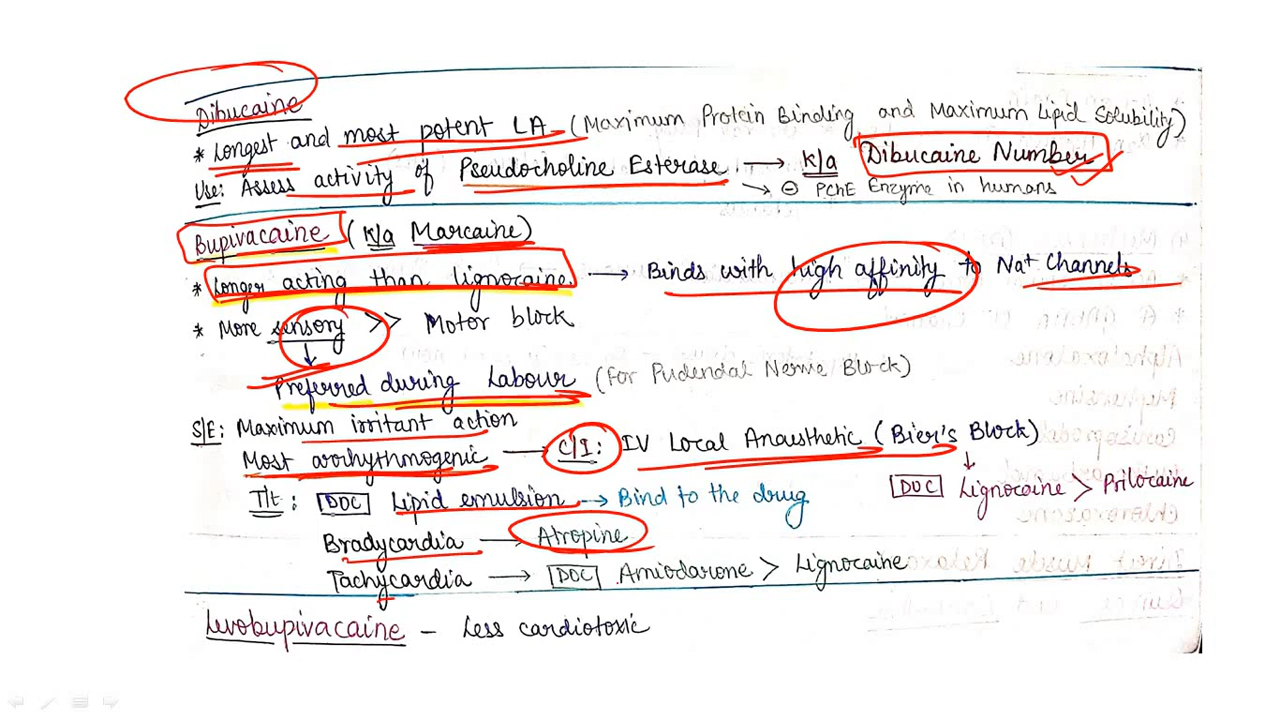 Dibucaine
* Longest and most potent LA (Maximum Protein Binding and Maximum Lipid Solubility)
Use: Assess activity of Pseudocholine Esterase → K/a Dibucaine Number
→ ⊖ PChE Enzyme in humans
Bupivacaine (K/a Marcaine)
* Longer acting than lignocaine. → Binds with high affinity to Na+ Channels
* More sensory >> Motor block
↓
Preferred during Labour (For Pudendal Nerve Block)
S/E: Maximum irritant action
Most arrhythmogenic → C/I: IV Local Anaesthetic (Bier's Block)
↓
T/t: DOC Lipid emulsion → Bind to the drug
DOC Lignocaine > Prilocaine
Bradycardia → Atropine
Tachycardia → DOC Amiodarone > Lignocaine
Levobupivacaine - Less cardiotoxic